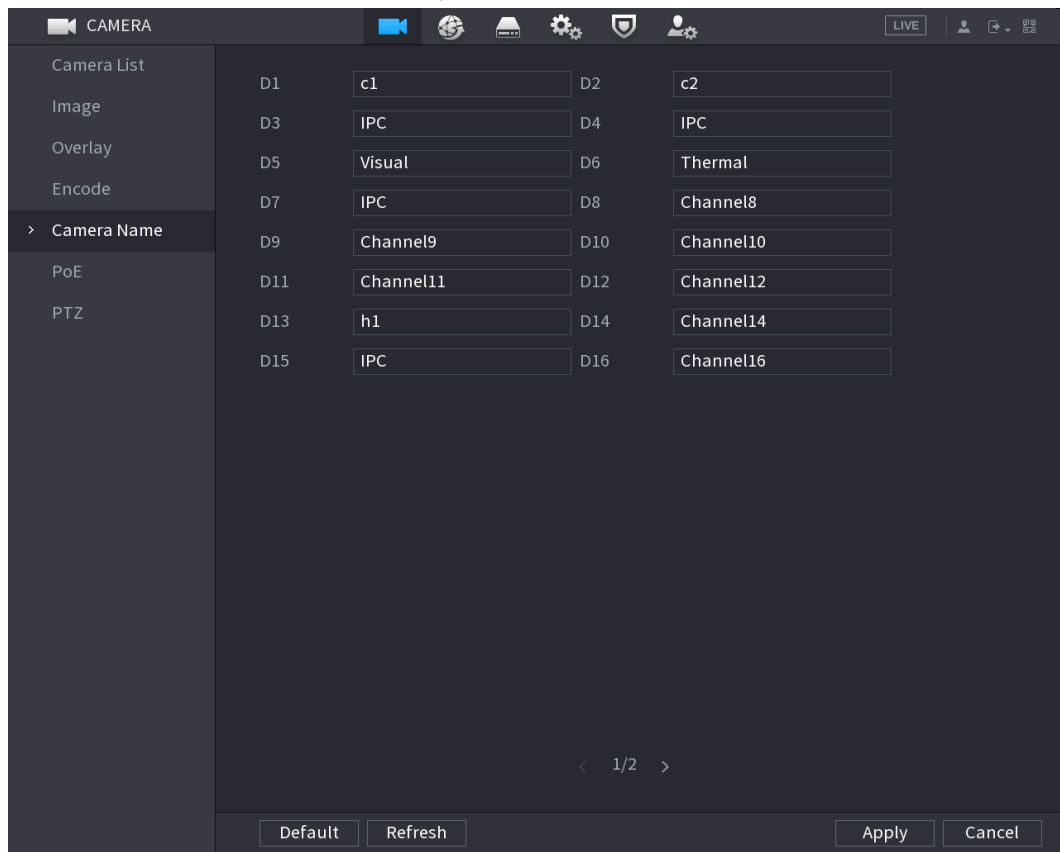 CAMERA LIVE
Camera List
Image
Overlay
Encode
> Camera Name
PoE
PTZ
D1 c1 D2 c2
D3 IPC D4 IPC
D5 Visual D6 Thermal
D7 IPC D8 Channel8
D9 Channel9 D10 Channel10
D11 Channel11 D12 Channel12
D13 h1 D14 Channel14
D15 IPC D16 Channel16
< 1/2 >
Default Refresh Apply Cancel